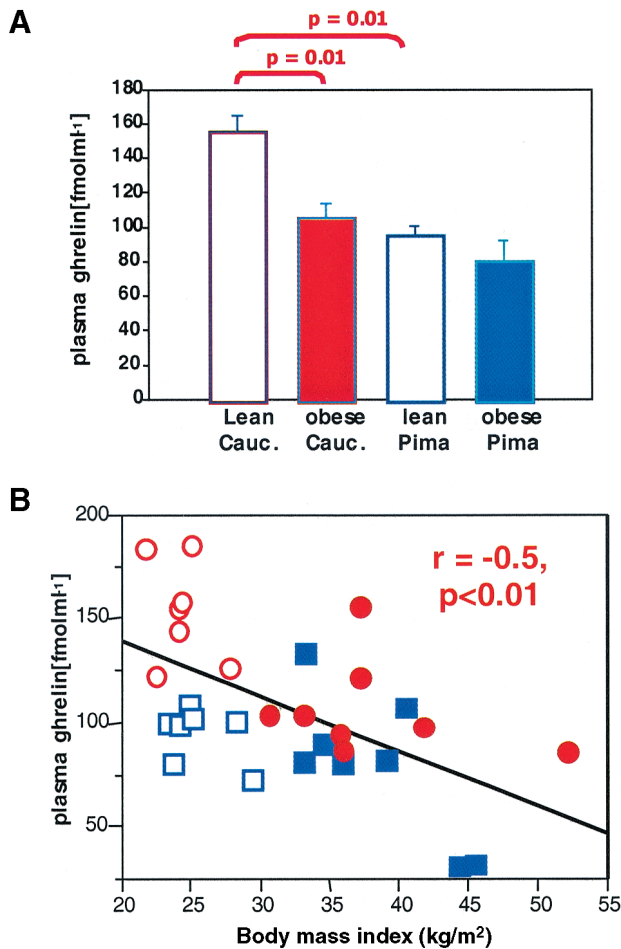 A
p = 0.01
p = 0.01
180
160
140
120
100
80
60
40
20
0
plasma ghrelin[fmolml-1]
Lean obese lean obese
Cauc. Cauc. Pima Pima
B
200
150
100
50
plasma ghrelin[fmolml-1]
r = -0.5,
p<0.01
20 25 30 35 40 45 50 55
Body mass index (kg/m²)